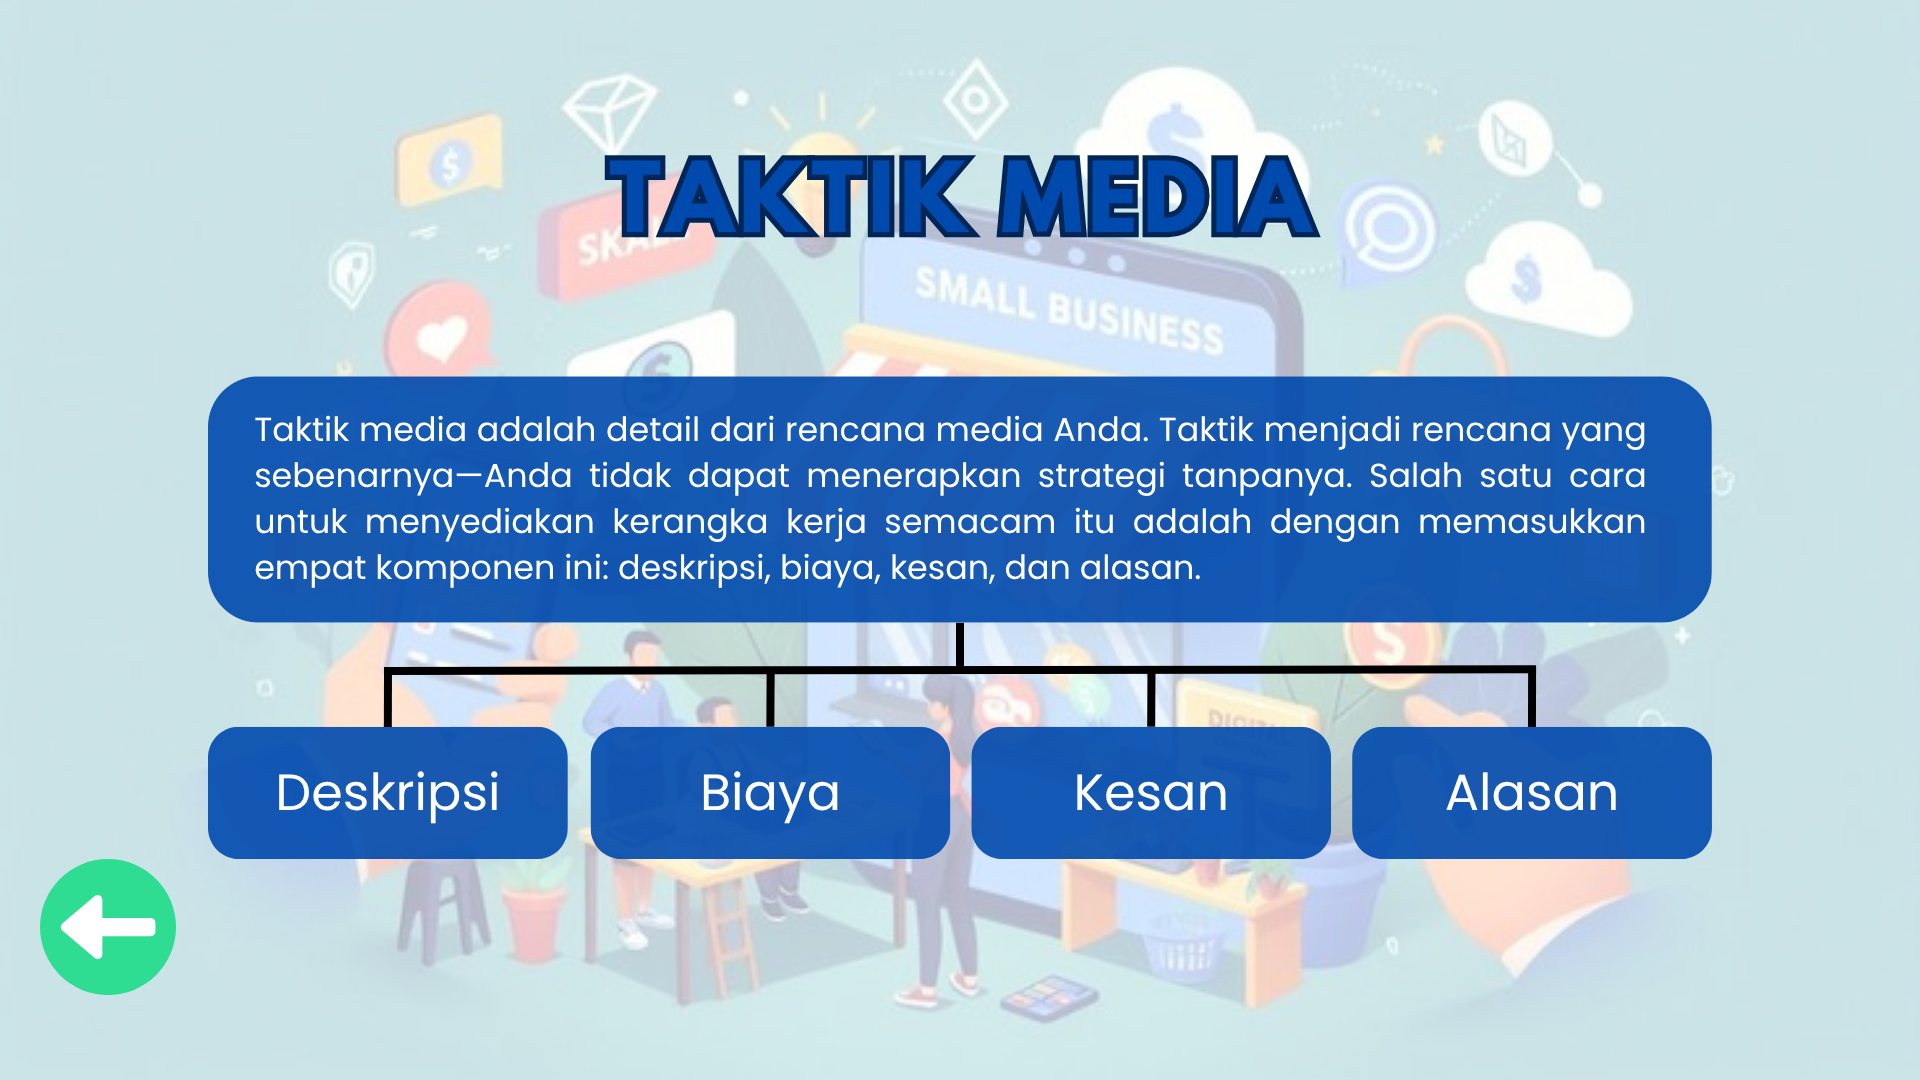 TAKTIK MEDIA
SMALL BUSINESS
Taktik media adalah detail dari rencana media Anda. Taktik menjadi rencana yang
sebenarnya—Anda tidak dapat menerapkan strategi tanpanya. Salah satu cara
untuk menyediakan kerangka kerja semacam itu adalah dengan memasukkan
empat komponen ini: deskripsi, biaya, kesan, dan alasan.
DIGITAL
Deskripsi
Biaya
Kesan
Alasan